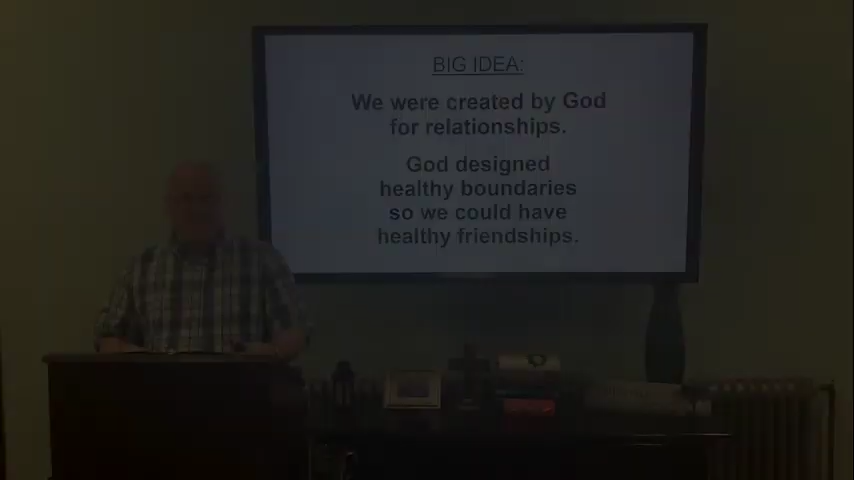 BIG IDEA:
We were created by God
for relationships.
God designed
healthy boundaries
so we could have
healthy friendships.